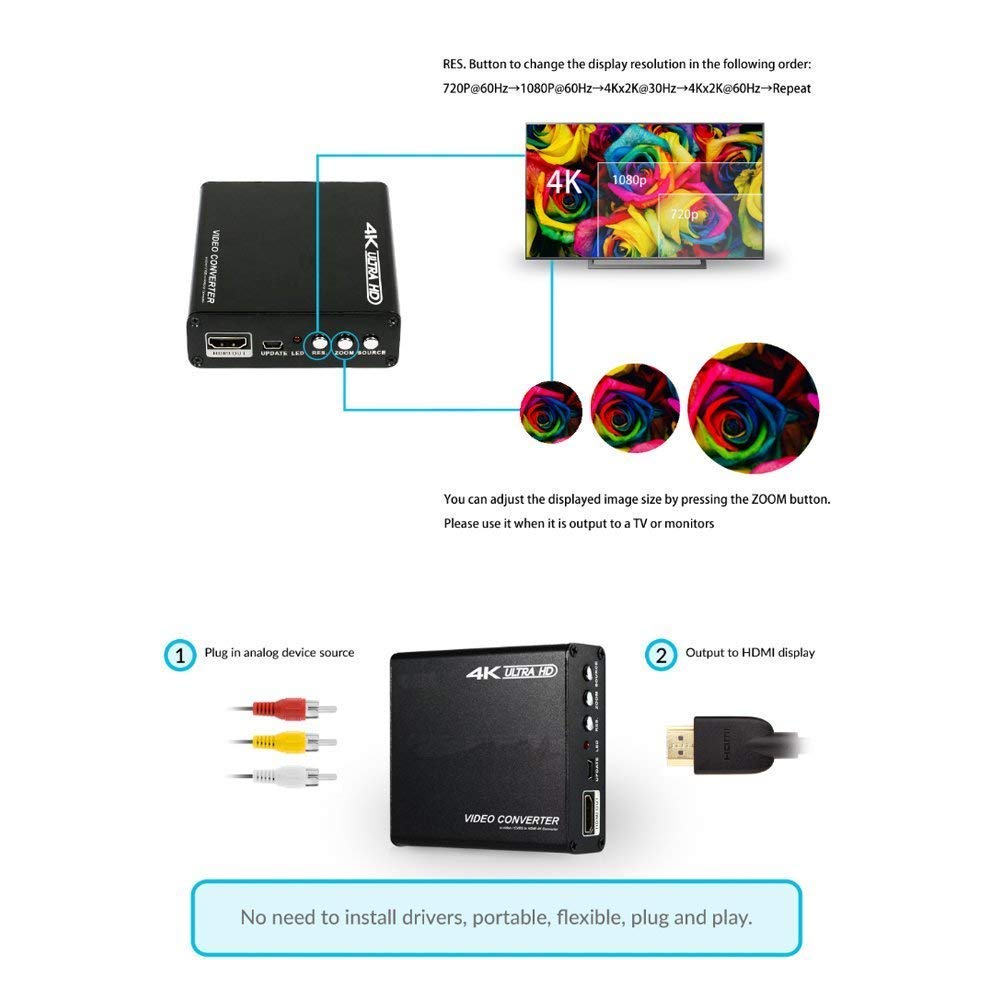 RES. Button to change the display resolution in the following order:
720P@60Hz→1080P@60Hz→4Kx2K@30Hz→4Kx2K@60Hz→Repeat
4K
1080p
720p
4K ULTRA HD
VIDEO CONVERTER
HDMI OUT
UPDATE LED RES. ZOOM SOURCE
You can adjust the displayed image size by pressing the ZOOM button.
Please use it when it is output to a TV or monitors
1 Plug in analog device source
2 Output to HDMI display
4K ULTRA HD
SOURCE
ZOOM
RES.
LED
UPDATE
HDMI
VIDEO CONVERTER
No need to install drivers, portable, flexible, plug and play.